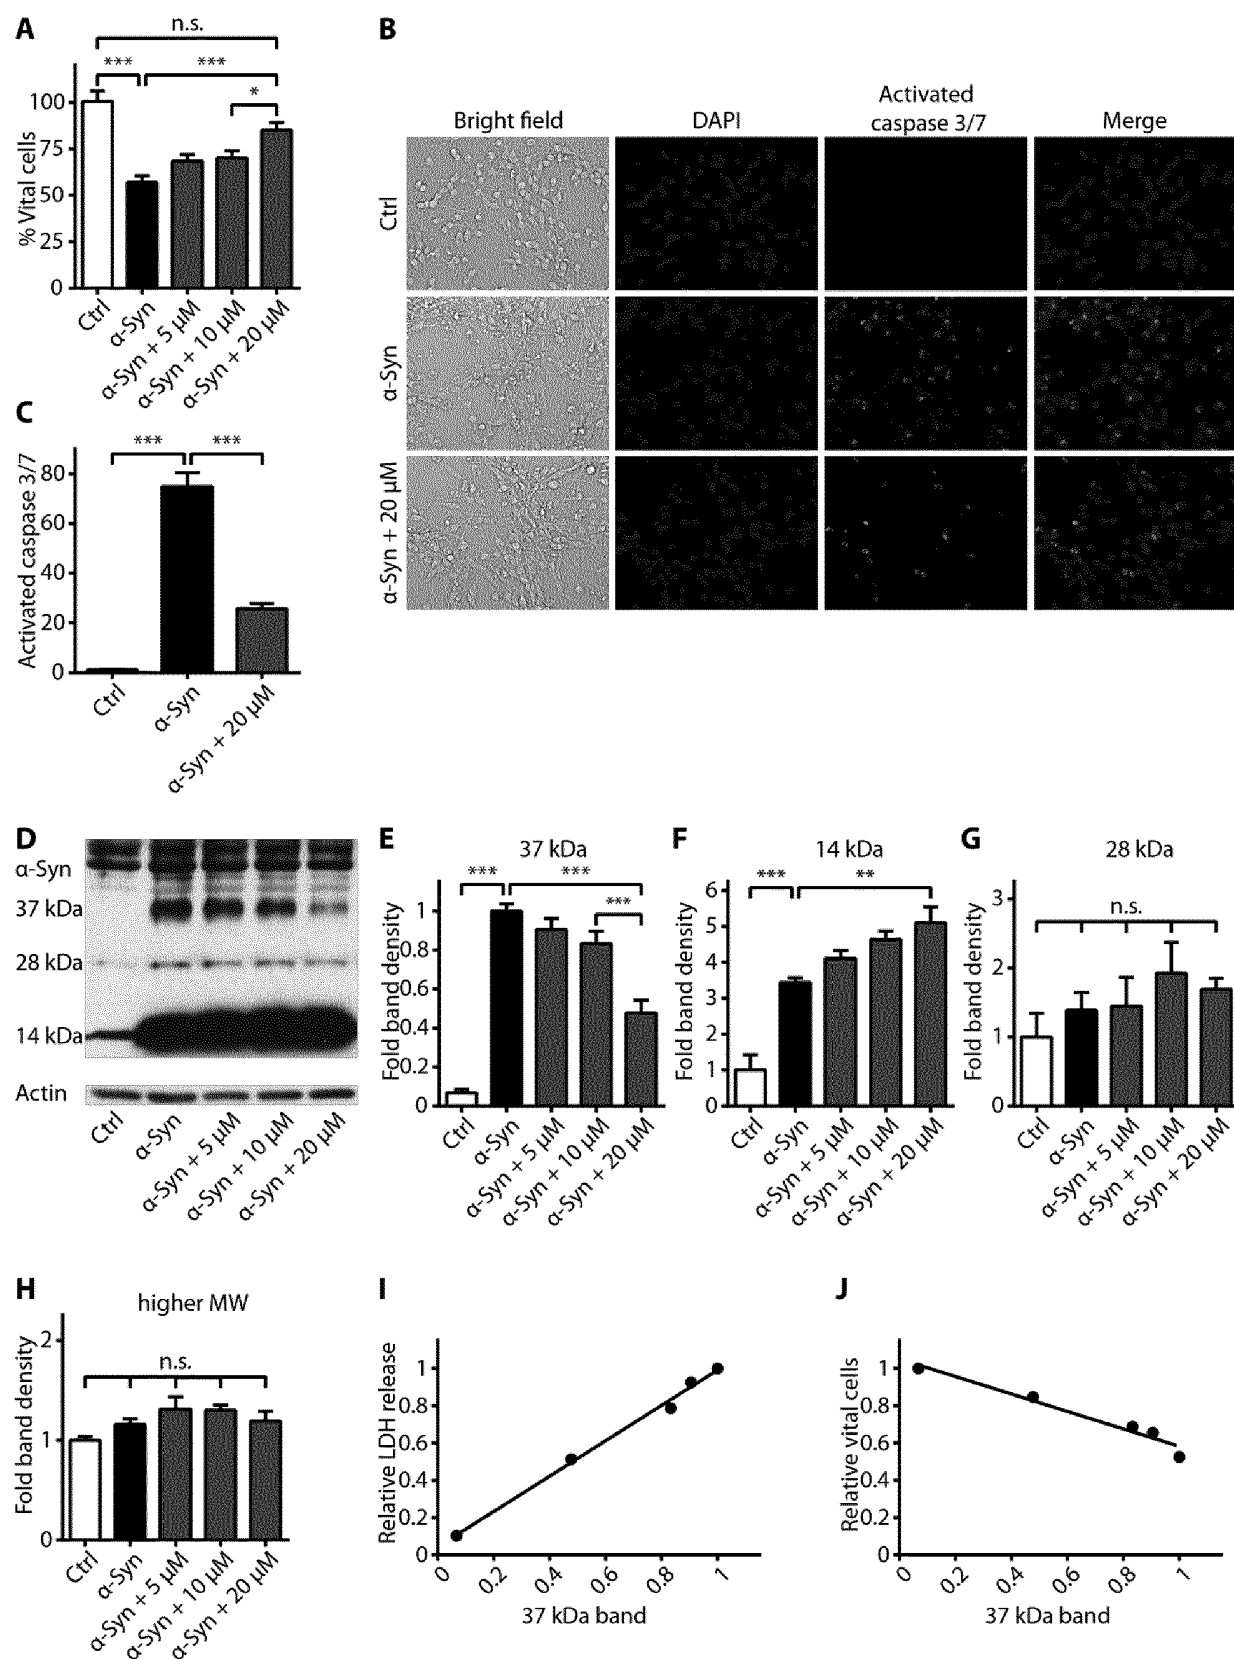 A
n.s.
***
***
*
% Vital cells
100
75
50
25
0
Ctrl
α-Syn
α-Syn + 5 μM
α-Syn + 10 μM
α-Syn + 20 μM
B
Bright field
DAPI
Activated
caspase 3/7
Merge
Ctrl
α-Syn
α-Syn + 20 μM
C
***
***
Activated caspase 3/7
80
60
40
20
0
Ctrl
α-Syn
α-Syn + 20 μM
D
α-Syn
37 kDa
28 kDa
14 kDa
Actin
Ctrl
α-Syn
α-Syn + 5 μM
α-Syn + 10 μM
α-Syn + 20 μM
E
37 kDa
***
***
***
Fold band density
1
0.8
0.6
0.4
0.2
0
Ctrl
α-Syn
α-Syn + 5 μM
α-Syn + 10 μM
α-Syn + 20 μM
F
14 kDa
***
**
Fold band density
6
5
4
3
2
1
0
Ctrl
α-Syn
α-Syn + 5 μM
α-Syn + 10 μM
α-Syn + 20 μM
G
28 kDa
n.s.
Fold band density
3
2
1
0
Ctrl
α-Syn
α-Syn + 5 μM
α-Syn + 10 μM
α-Syn + 20 μM
H
higher MW
n.s.
Fold band density
2
1
0
Ctrl
α-Syn
α-Syn + 5 μM
α-Syn + 10 μM
α-Syn + 20 μM
I
Relative LDH release
1
0.8
0.6
0.4
0.2
0
0
0.2
0.4
0.6
0.8
1
37 kDa band
J
Relative vital cells
1
0.8
0.6
0.4
0.2
0
0
0.2
0.4
0.6
0.8
1
37 kDa band